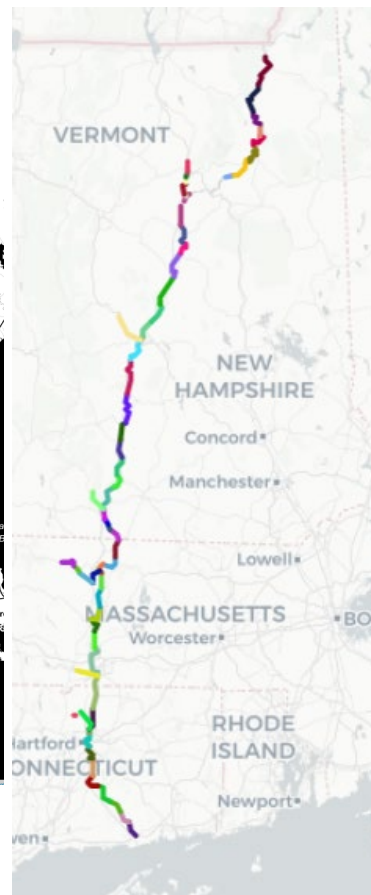 VERMONT
NEW
HAMPSHIRE
Concord
Manchester
Lowell
MASSACHUSETTS
BO
Worcester
RHODE
ISLAND
Hartford
ONNECTICUT
Newport
ven